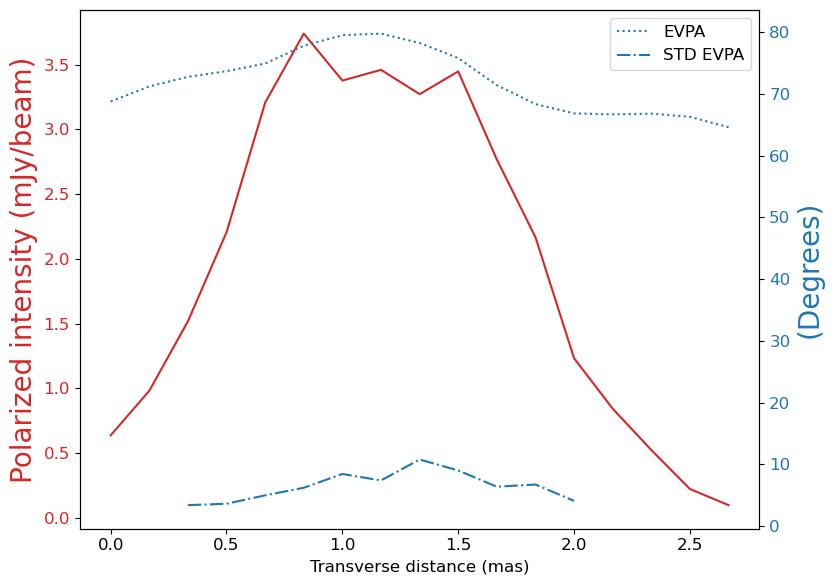 EVPA
STD EVPA
Polarized intensity (mJy/beam)
3.5
3.0
2.5
2.0
1.5
1.0
0.5
0.0
80
70
60
50
40
30
20
10
0
(Degrees)
0.0 0.5 1.0 1.5 2.0 2.5
Transverse distance (mas)